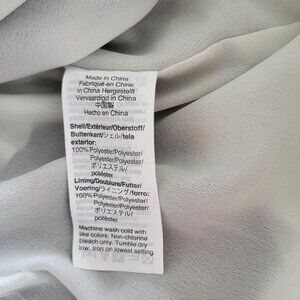 Made in China
Fabriqué en Chine
in China Hergestellt
Vervaardigd in China
中国製
Hecho en China
Shell/Extérieur/Oberstoff/
Buitenkant/シェル/tela
exterior:
100% Polyester/Polyester/
Polyester/Polyester/
ポリエステル/
poliéster
Lining/Doublure/Futter/
Voering/ライニング/forro:
100% Polyester/Polyester/
Polyester/Polyester/
ポリエステル/
poliéster
Machine wash cold with
like colors. Non-chlorine
bleach only. Tumble dry
low. Iron on lowest setting.